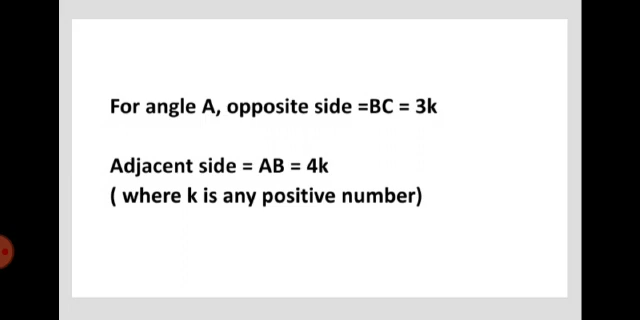 For angle A, opposite side =BC = 3k
Adjacent side = AB = 4k
( where k is any positive number)